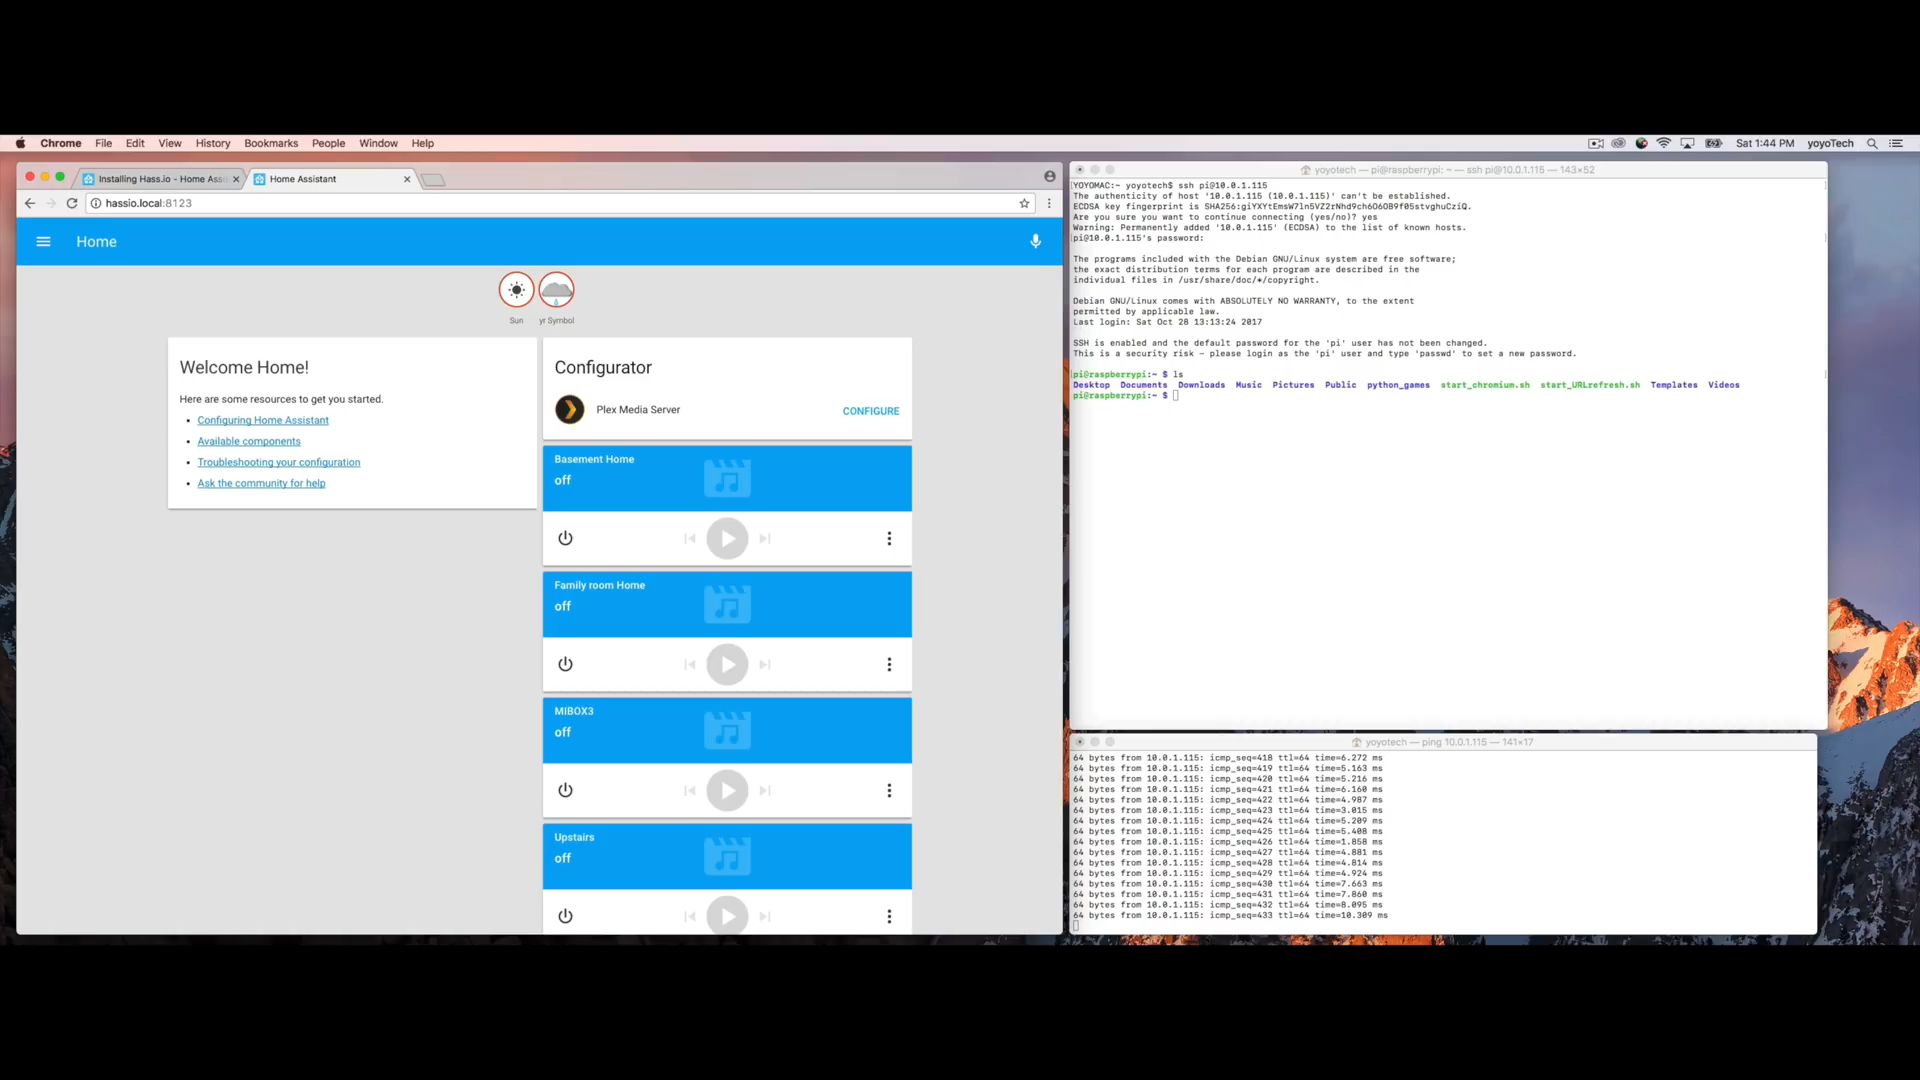 Chrome File Edit View History Bookmarks People Window Help
Sat 1:44 PM yoyoTech
Installing Hass.io - Home Assi
Home Assistant
hassio.local:8123
Home
Sun
yr Symbol
Welcome Home!
Here are some resources to get you started.
Configuring Home Assistant
Available components
Troubleshooting your configuration
Ask the community for help
Configurator
Plex Media Server
CONFIGURE
Basement Home
off
Family room Home
off
MIBOX3
off
Upstairs
off
yoyotech — pi@raspberrypi: ~ — ssh pi@10.0.1.115 — 143×52
[YOYOMAC:~ yoyotech$ ssh pi@10.0.1.115
The authenticity of host '10.0.1.115 (10.0.1.115)' can't be established.
ECDSA key fingerprint is SHA256:giYXYtEmsW7ln5VZ2rNhd9ch6O6OB9f05stvghuCziQ.
Are you sure you want to continue connecting (yes/no)? yes
Warning: Permanently added '10.0.1.115' (ECDSA) to the list of known hosts.
[pi@10.0.1.115's password:
The programs included with the Debian GNU/Linux system are free software;
the exact distribution terms for each program are described in the
individual files in /usr/share/doc/*/copyright.
Debian GNU/Linux comes with ABSOLUTELY NO WARRANTY, to the extent
permitted by applicable law.
Last login: Sat Oct 28 13:13:24 2017
SSH is enabled and the default password for the 'pi' user has not been changed.
This is a security risk - please login as the 'pi' user and type 'passwd' to set a new password.
[pi@raspberrypi:~ $ ls
Desktop Documents Downloads Music Pictures Public python_games start_chromium.sh start_URLrefresh.sh Templates Videos
pi@raspberrypi:~ $
yoyotech — ping 10.0.1.115 — 141×17
64 bytes from 10.0.1.115: icmp_seq=418 ttl=64 time=6.272 ms
64 bytes from 10.0.1.115: icmp_seq=419 ttl=64 time=5.163 ms
64 bytes from 10.0.1.115: icmp_seq=420 ttl=64 time=5.216 ms
64 bytes from 10.0.1.115: icmp_seq=421 ttl=64 time=6.160 ms
64 bytes from 10.0.1.115: icmp_seq=422 ttl=64 time=4.987 ms
64 bytes from 10.0.1.115: icmp_seq=423 ttl=64 time=3.015 ms
64 bytes from 10.0.1.115: icmp_seq=424 ttl=64 time=5.209 ms
64 bytes from 10.0.1.115: icmp_seq=425 ttl=64 time=5.408 ms
64 bytes from 10.0.1.115: icmp_seq=426 ttl=64 time=1.858 ms
64 bytes from 10.0.1.115: icmp_seq=427 ttl=64 time=4.881 ms
64 bytes from 10.0.1.115: icmp_seq=428 ttl=64 time=4.814 ms
64 bytes from 10.0.1.115: icmp_seq=429 ttl=64 time=4.924 ms
64 bytes from 10.0.1.115: icmp_seq=430 ttl=64 time=7.663 ms
64 bytes from 10.0.1.115: icmp_seq=431 ttl=64 time=7.860 ms
64 bytes from 10.0.1.115: icmp_seq=432 ttl=64 time=8.095 ms
64 bytes from 10.0.1.115: icmp_seq=433 ttl=64 time=10.309 ms